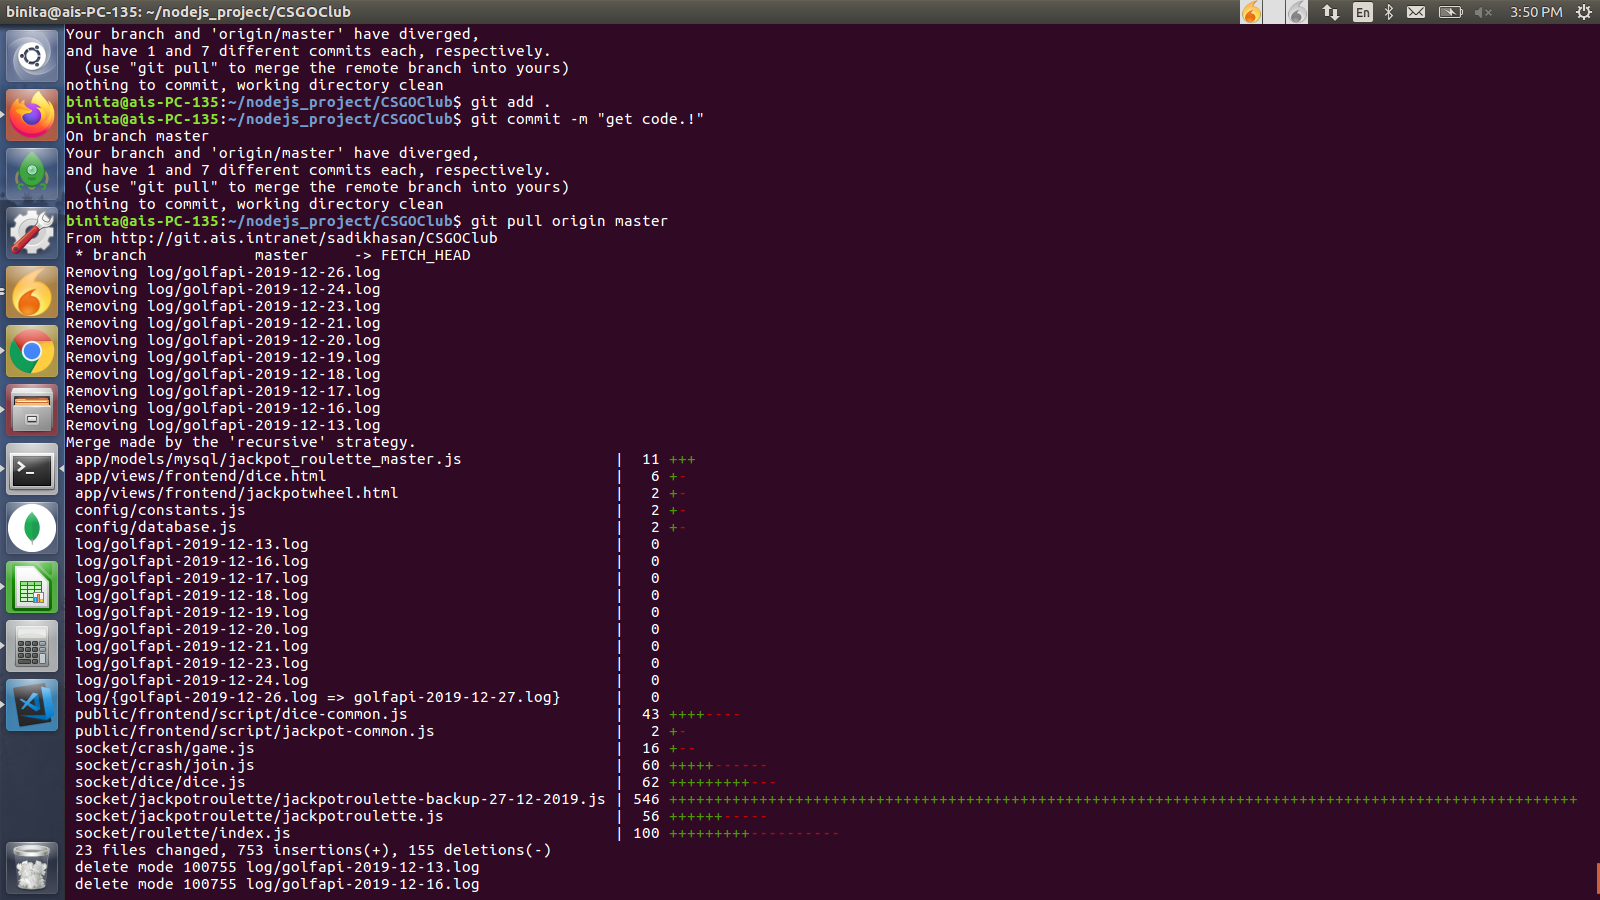 binita@ais-PC-135: ~/nodejs_project/CSGOClub
En
3:50 PM
Your branch and 'origin/master' have diverged,
and have 1 and 7 different commits each, respectively.
  (use "git pull" to merge the remote branch into yours)
nothing to commit, working directory clean
binita@ais-PC-135:~/nodejs_project/CSGOClub$ git add .
binita@ais-PC-135:~/nodejs_project/CSGOClub$ git commit -m "get code.!"
On branch master
Your branch and 'origin/master' have diverged,
and have 1 and 7 different commits each, respectively.
  (use "git pull" to merge the remote branch into yours)
nothing to commit, working directory clean
binita@ais-PC-135:~/nodejs_project/CSGOClub$ git pull origin master
From http://git.ais.intranet/sadikhasan/CSGOClub
 * branch            master     -> FETCH_HEAD
Removing log/golfapi-2019-12-26.log
Removing log/golfapi-2019-12-24.log
Removing log/golfapi-2019-12-23.log
Removing log/golfapi-2019-12-21.log
Removing log/golfapi-2019-12-20.log
Removing log/golfapi-2019-12-19.log
Removing log/golfapi-2019-12-18.log
Removing log/golfapi-2019-12-17.log
Removing log/golfapi-2019-12-16.log
Removing log/golfapi-2019-12-13.log
Merge made by the 'recursive' strategy.
 app/models/mysql/jackpot_roulette_master.js                 |  11 +++
 app/views/frontend/dice.html                                |   6 +-
 app/views/frontend/jackpotwheel.html                        |   2 +-
 config/constants.js                                         |   2 +-
 config/database.js                                          |   2 +-
 log/golfapi-2019-12-13.log                                  |   0
 log/golfapi-2019-12-16.log                                  |   0
 log/golfapi-2019-12-17.log                                  |   0
 log/golfapi-2019-12-18.log                                  |   0
 log/golfapi-2019-12-19.log                                  |   0
 log/golfapi-2019-12-20.log                                  |   0
 log/golfapi-2019-12-21.log                                  |   0
 log/golfapi-2019-12-23.log                                  |   0
 log/golfapi-2019-12-24.log                                  |   0
 log/{golfapi-2019-12-26.log => golfapi-2019-12-27.log}      |   0
 public/frontend/script/dice-common.js                       |  43 ++++----
 public/frontend/script/jackpot-common.js                    |   2 +-
 socket/crash/game.js                                        |  16 +--
 socket/crash/join.js                                        |  60 +++++------
 socket/dice/dice.js                                         |  62 +++++++++---
 socket/jackpotroulette/jackpotroulette-backup-27-12-2019.js | 546 +++++++++++++++++++++++++++++++++++++++++++++++++++++++++++++++++++++++++++++++++++++++++++++++++++++
 socket/jackpotroulette/jackpotroulette.js                   |  56 ++++++-----
 socket/roulette/index.js                                    | 100 +++++++++----------
 23 files changed, 753 insertions(+), 155 deletions(-)
 delete mode 100755 log/golfapi-2019-12-13.log
 delete mode 100755 log/golfapi-2019-12-16.log